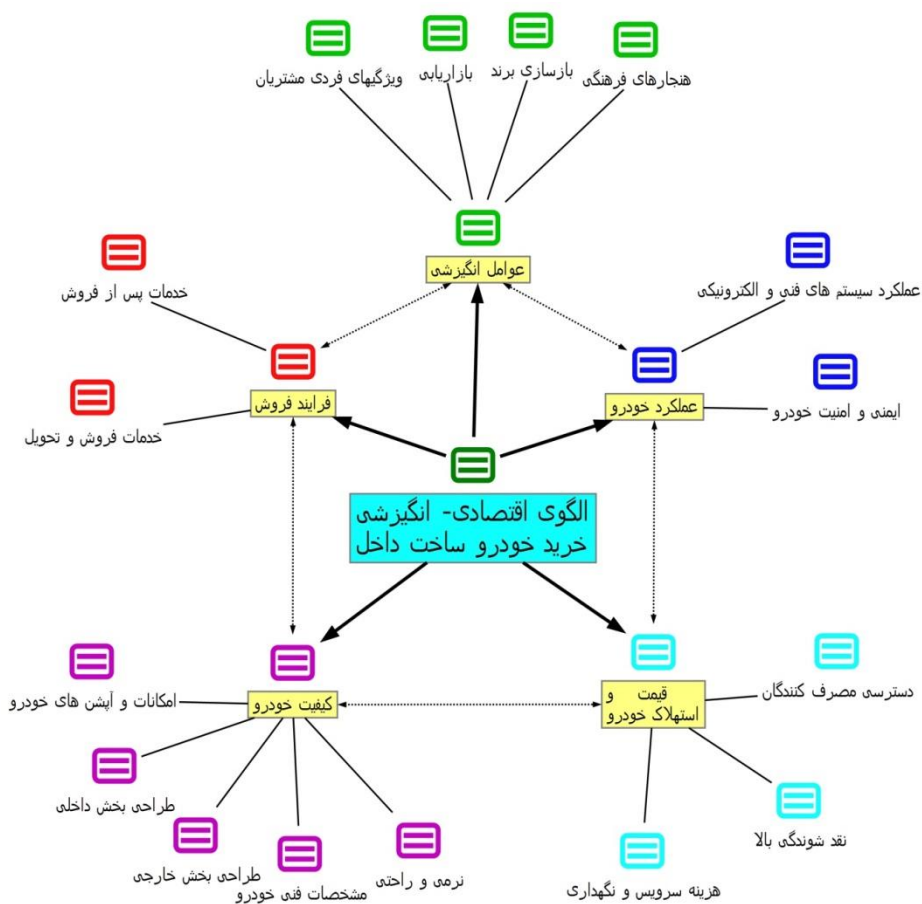 هنجارهای فرهنگی
بازسازی برند
بازاریابی
ویژگیهای فردی مشتریان
عوامل انگیزشی
خدمات پس از فروش
عملکرد سیستم های فنی و الکترونیکی
فرایند فروش
عملکرد خودرو
ایمنی و امنیت خودرو
خدمات فروش و تحویل
الگوی اقتصادی- انگیزشی
خرید خودرو ساخت داخل
دسترسی مصرف کنندگان
قیمت و
استهلاک خودرو
کیفیت خودرو
امکانات و آپشن های خودرو
طراحی بخش داخلی
نقد شوندگی بالا
هزینه سرویس و نگهداری
نرمی و راحتی
مشخصات فنی خودرو
طراحی بخش خارجی